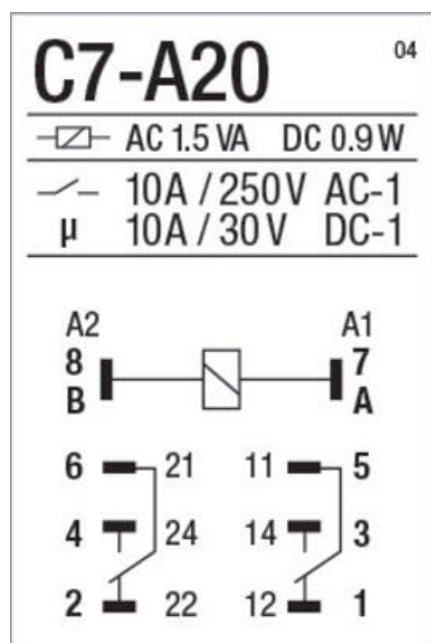 C7-A20 04
AC 1.5 VA DC 0.9 W
10A / 250V AC-1
µ 10A / 30V DC-1
A2 A1
8 7
B A
6 21 11 5
4 24 14 3
2 22 12 1